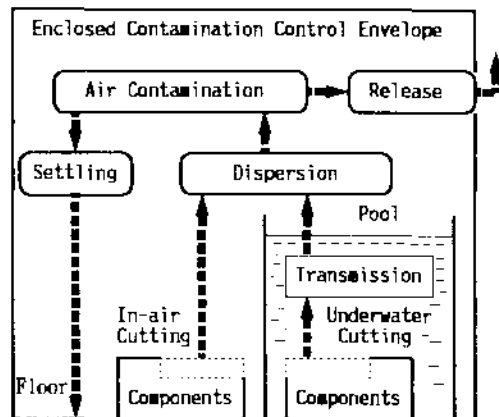 Enclosed Contamination Control Envelope
Air Contamination
Release
Settling
Dispersion
Pool
Transmission
In-air
Cutting
Underwater
Cutting
Floor
Components
Components